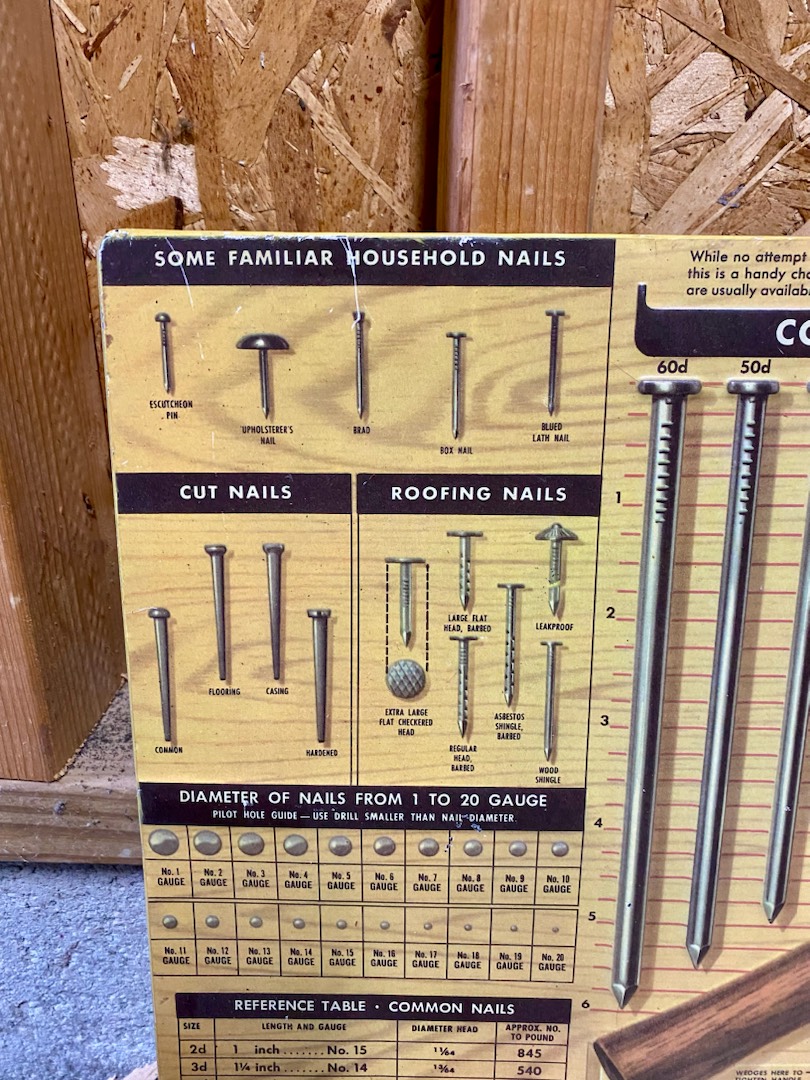 SOME FAMILIAR HOUSEHOLD NAILS
ESCUTCHEON
PIN
UPHOLSTERER'S
NAIL
BRAD
BOX NAIL
BLUED
LATH NAIL
CUT NAILS
COMMON
FLOORING
CASING
HARDENED
ROOFING NAILS
EXTRA LARGE
FLAT CHECKERED
HEAD
LARGE FLAT
HEAD, BARBED
REGULAR
HEAD,
BARBED
ASBESTOS
SHINGLE,
BARBED
LEAKPROOF
WOOD
SHINGLE
DIAMETER OF NAILS FROM 1 TO 20 GAUGE
PILOT HOLE GUIDE—USE DRILL SMALLER THAN NAIL DIAMETER
No. 1 GAUGE
No. 2 GAUGE
No. 3 GAUGE
No. 4 GAUGE
No. 5 GAUGE
No. 6 GAUGE
No. 7 GAUGE
No. 8 GAUGE
No. 9 GAUGE
No. 10 GAUGE
No. 11 GAUGE
No. 12 GAUGE
No. 13 GAUGE
No. 14 GAUGE
No. 15 GAUGE
No. 16 GAUGE
No. 17 GAUGE
No. 18 GAUGE
No. 19 GAUGE
No. 20 GAUGE
REFERENCE TABLE · COMMON NAILS
SIZE LENGTH AND GAUGE DIAMETER HEAD APPROX. NO. TO POUND
2d 1 inch ....... No. 15 11/64 845
3d 1¼ inch ...... No. 14 13/64 540
While no attempt
this is a handy
are usually
60d 50d
1
2
3
4
5
6
WEDGES HERE TO